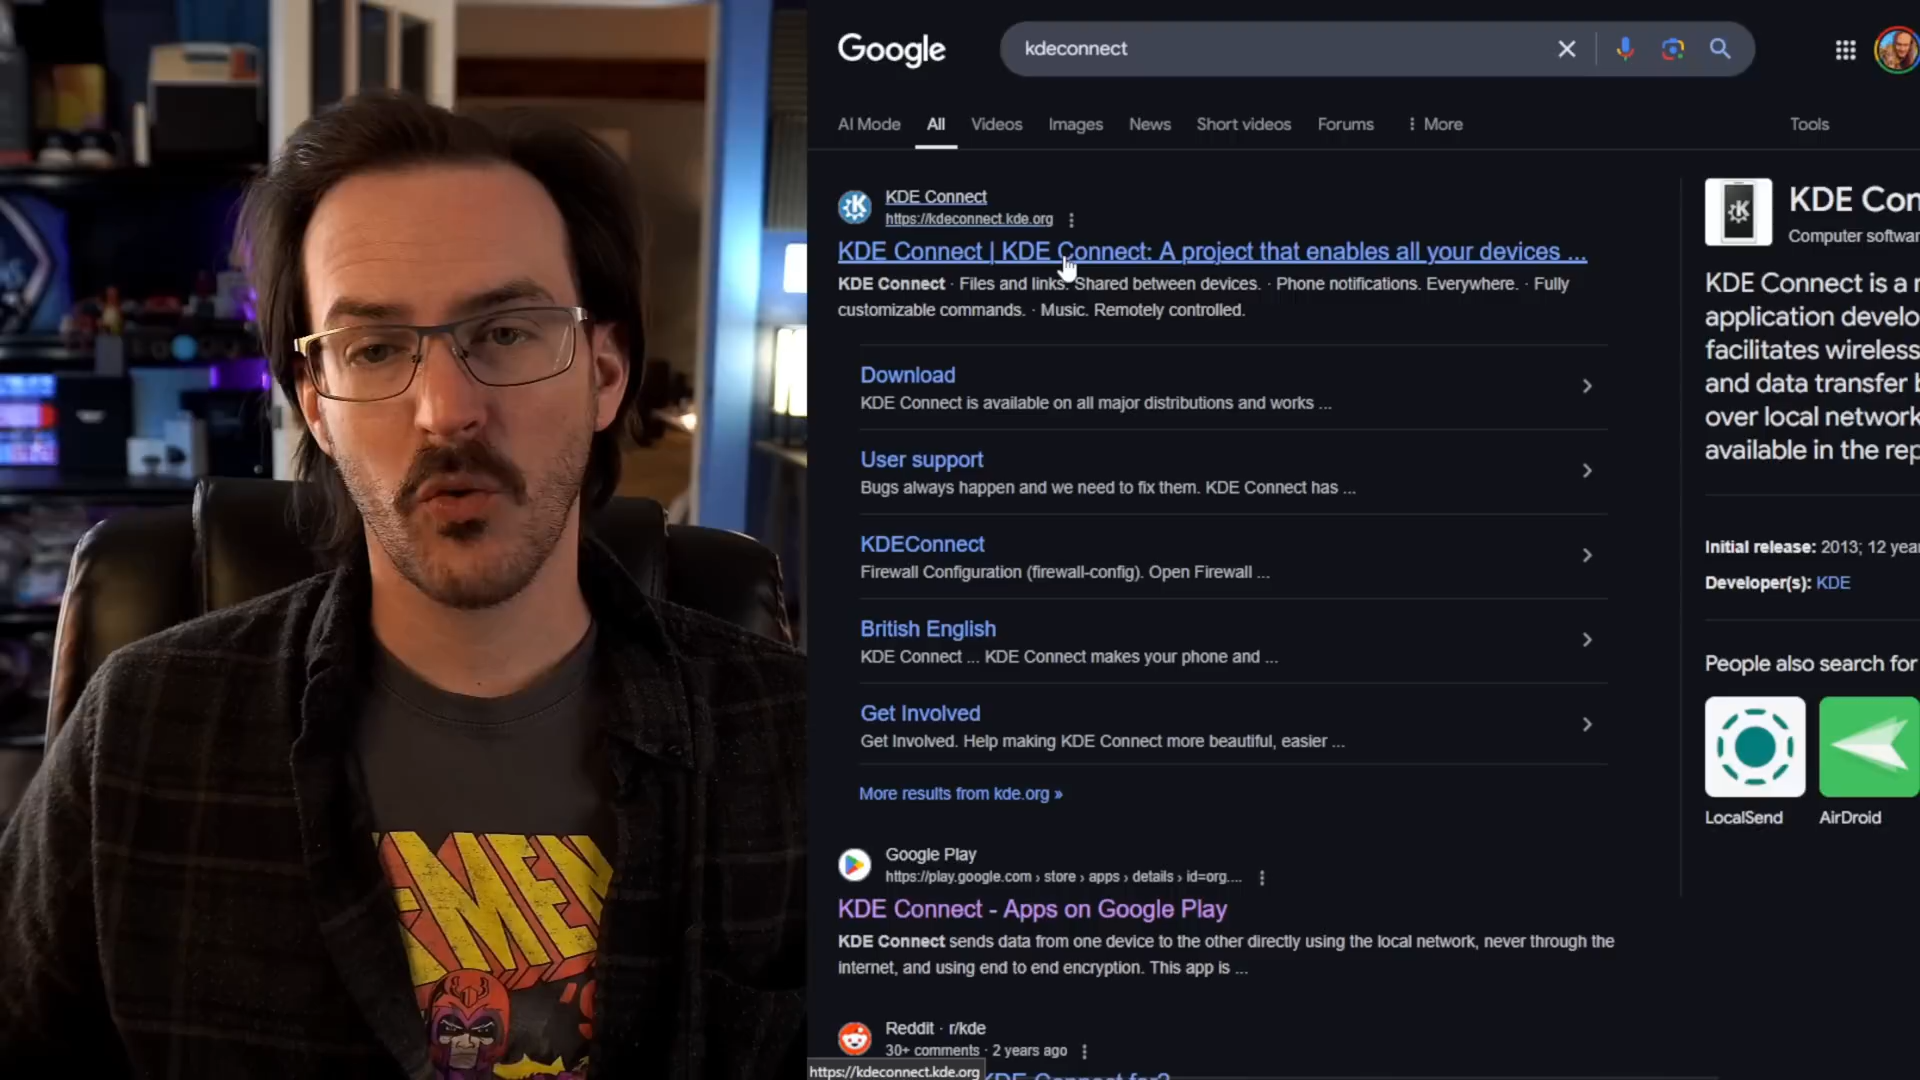 Google
kdeconnect
AI Mode
All
Videos
Images
News
Short videos
Forums
More
Tools
KDE Connect
https://kdeconnect.kde.org
KDE Connect | KDE Connect: A project that enables all your devices ...
KDE Connect · Files and links. Shared between devices. · Phone notifications. Everywhere. · Fully
customizable commands. · Music. Remotely controlled.
Download
KDE Connect is available on all major distributions and works ...
User support
Bugs always happen and we need to fix them. KDE Connect has ...
KDEConnect
Firewall Configuration (firewall-config). Open Firewall ...
British English
KDE Connect ... KDE Connect makes your phone and ...
Get Involved
Get Involved. Help making KDE Connect more beautiful, easier ...
More results from kde.org »
Google Play
https://play.google.com › store › apps › details › id=org....
KDE Connect - Apps on Google Play
KDE Connect sends data from one device to the other directly using the local network, never through the
internet, and using end to end encryption. This app is ...
Reddit · r/kde
30+ comments · 2 years ago
KDE Connect for?
https://kdeconnect.kde.org
KDE Con
Computer softwar
KDE Connect is a
application develo
facilitates wireless
and data transfer
over local network
available in the rep
Initial release: 2013; 12 yea
Developer(s): KDE
People also search for
LocalSend
AirDroid
EMEN